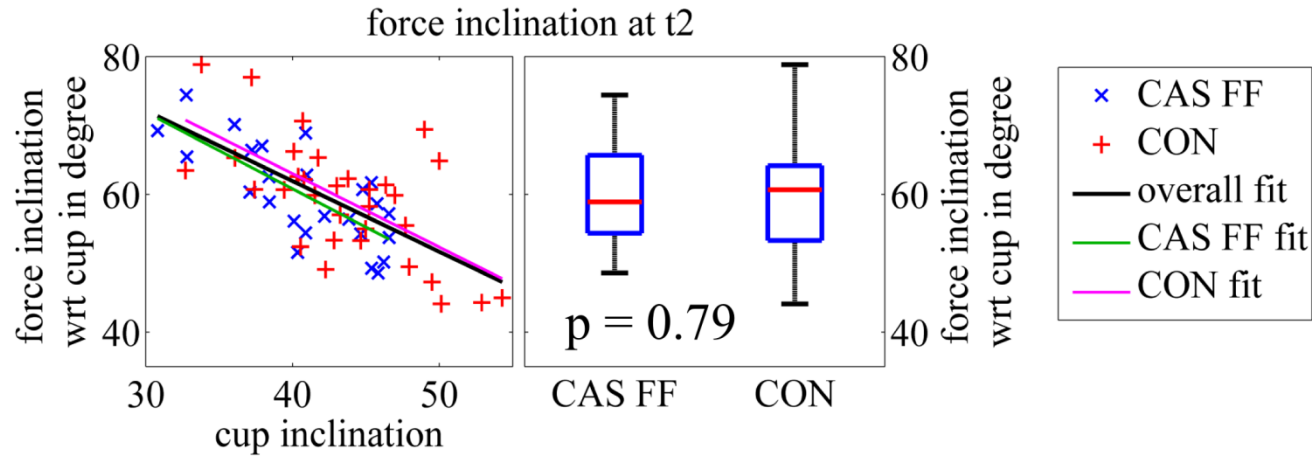 force inclination at t2
force inclination
wrt cup in degree
80
60
40
30
40
50
cup inclination
p = 0.79
CAS FF
CON
80
60
40
force inclination
wrt cup in degree
CAS FF
CON
overall fit
CAS FF fit
CON fit